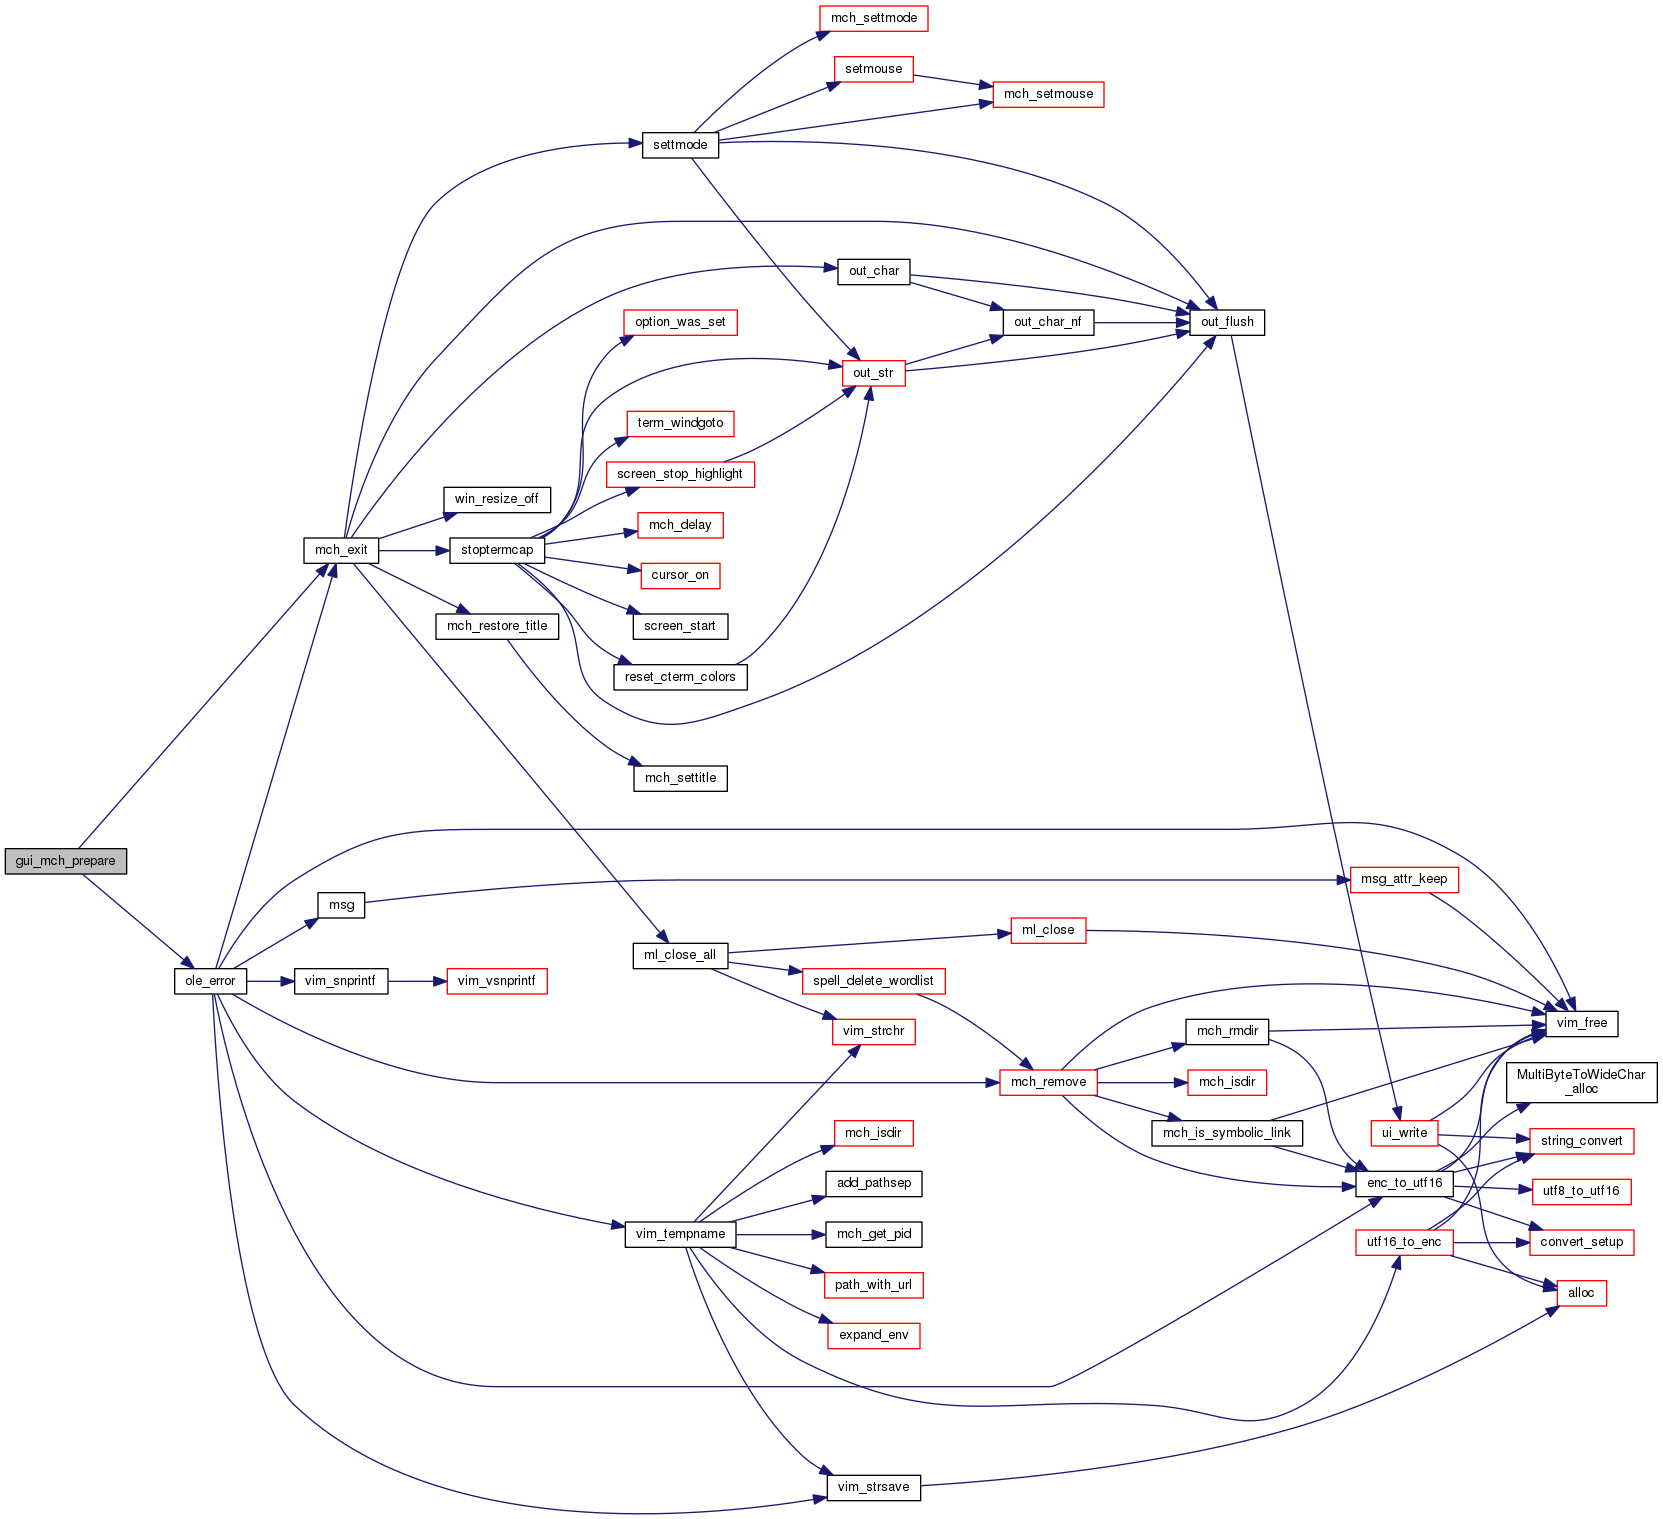 mch_settmode
setmouse
mch_setmouse
settmode
out_char
option_was_set
out_char_nf
out_flush
out_str
term_windgoto
screen_stop_highlight
win_resize_off
mch_delay
mch_exit
stoptermcap
cursor_on
mch_restore_title
screen_start
reset_cterm_colors
mch_settitle
gui_mch_prepare
msg_attr_keep
msg
ml_close
ml_close_all
ole_error
vim_snprintf
vim_vsnprintf
spell_delete_wordlist
vim_strchr
mch_rmdir
vim_free
mch_remove
mch_isdir
MultiByteToWideChar
_alloc
mch_isdir
mch_is_symbolic_link
ui_write
string_convert
add_pathsep
enc_to_utf16
utf8_to_utf16
vim_tempname
mch_get_pid
utf16_to_enc
convert_setup
path_with_url
alloc
expand_env
vim_strsave